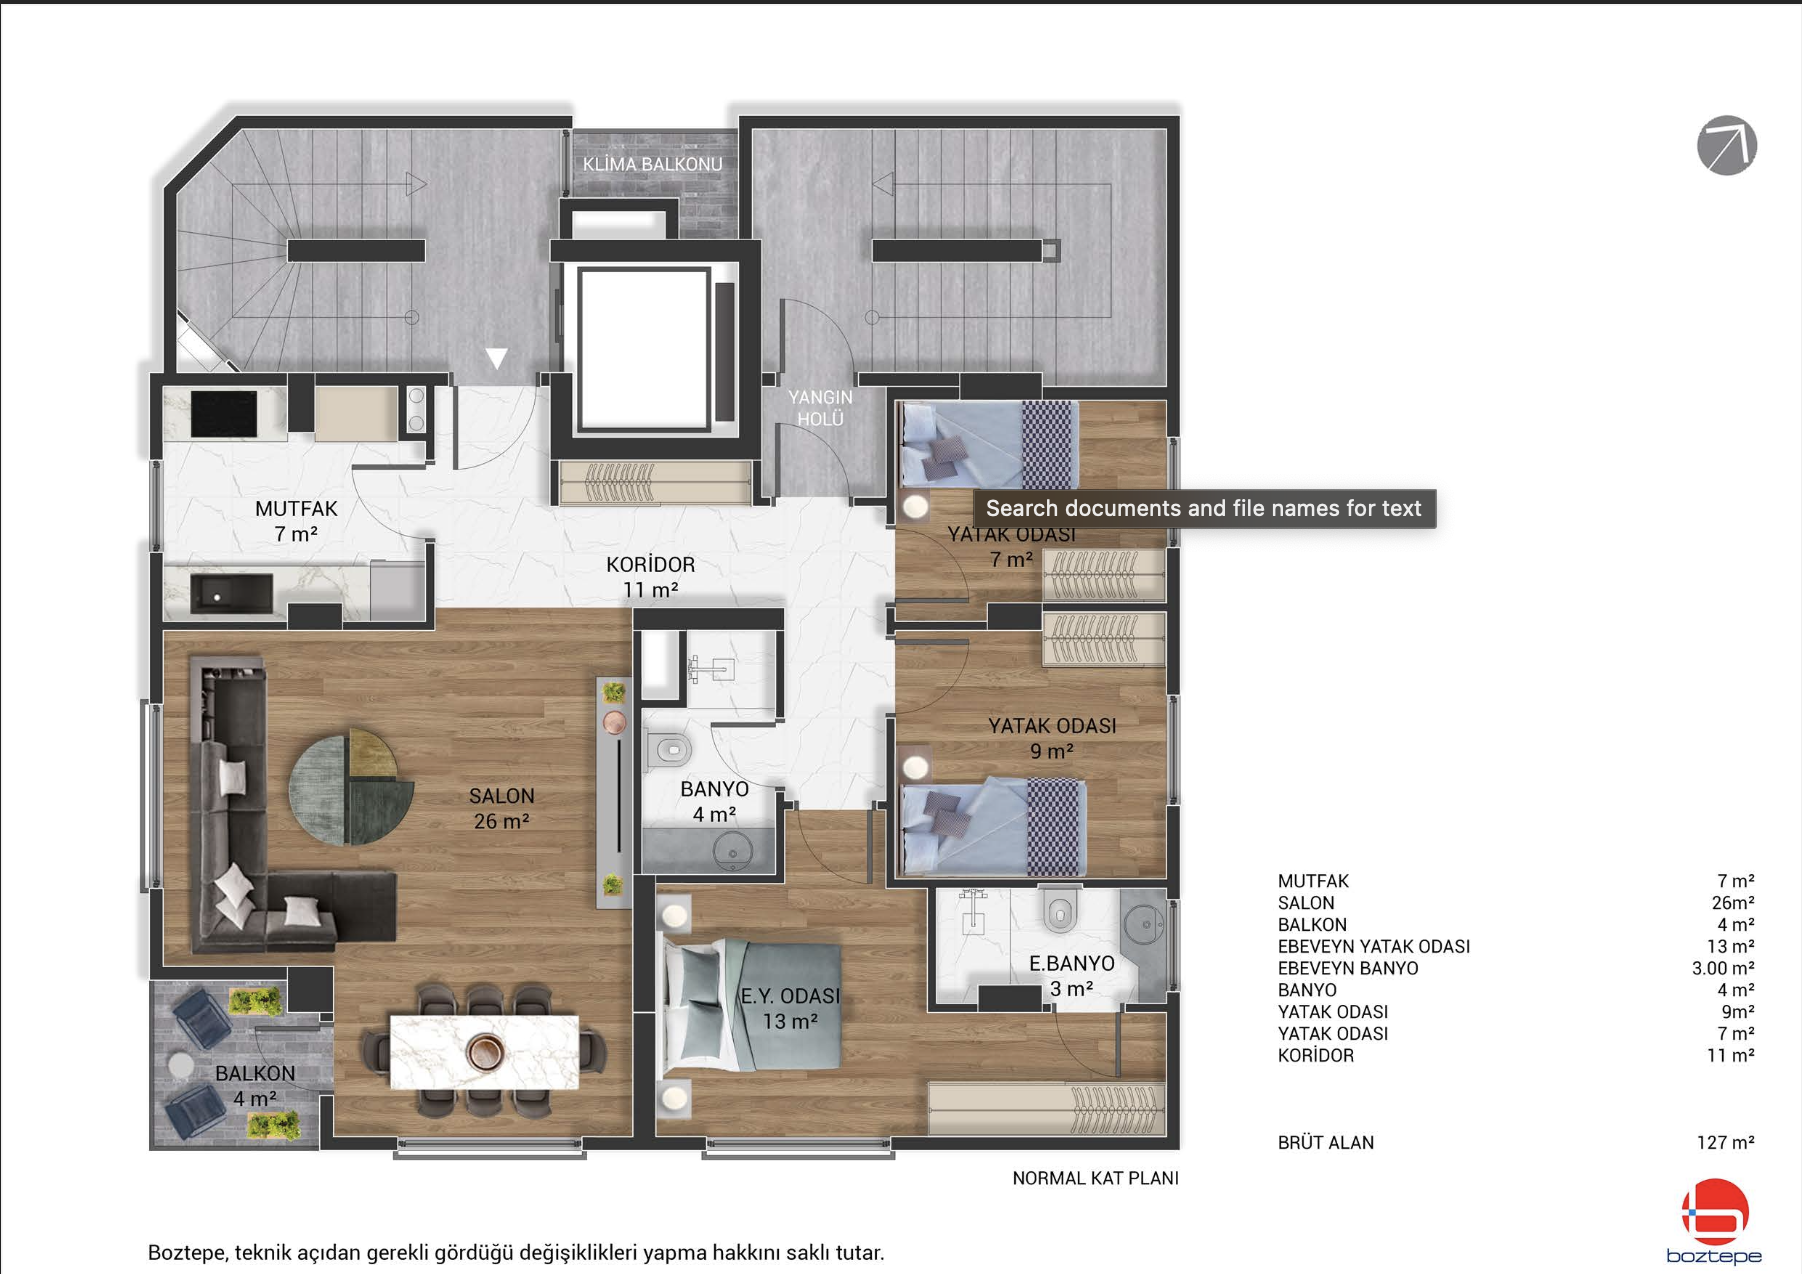 KLİMA BALKONU
YANGIN
HOLÜ
MUTFAK
7 m²
Search documents and file names for text
YATAK ODASI
7 m²
KORİDOR
11 m²
YATAK ODASI
9 m²
SALON
26 m²
BANYO
4 m²
E.BANYO
3 m²
E.Y. ODASI
13 m²
BALKON
4 m²
MUTFAK 7 m²
SALON 26m²
BALKON 4 m²
EBEVEYN YATAK ODASI 13 m²
EBEVEYN BANYO 3.00 m²
BANYO 4 m²
YATAK ODASI 9m²
YATAK ODASI 7 m²
KORİDOR 11 m²
BRÜT ALAN 127 m²
NORMAL KAT PLANI
boztepe
Boztepe, teknik açıdan gerekli gördüğü değişiklikleri yapma hakkını saklı tutar.